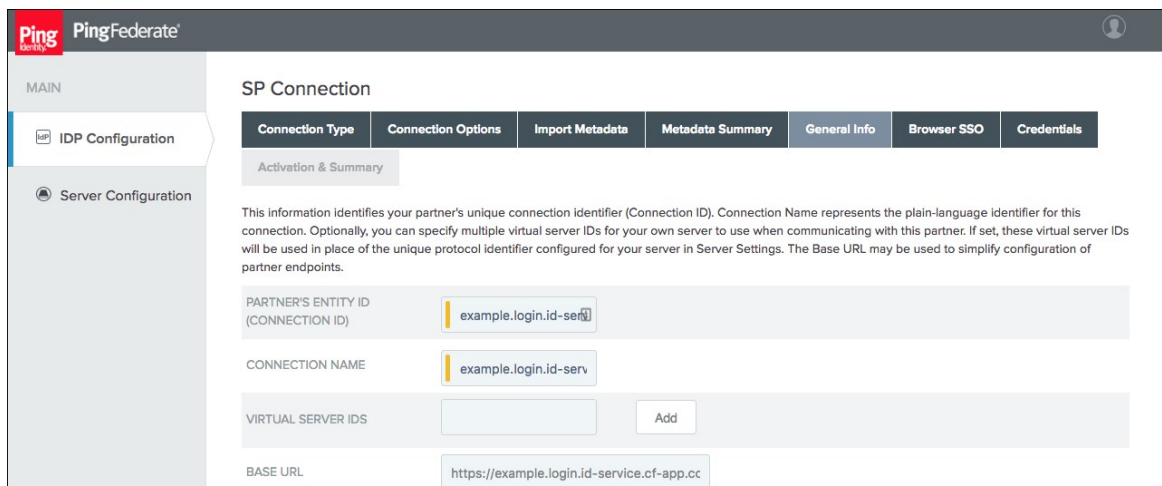 Ping
Identity.
PingFederate®
MAIN
IdP
IDP Configuration
Server Configuration
SP Connection
Connection Type
Connection Options
Import Metadata
Metadata Summary
General Info
Browser SSO
Credentials
Activation & Summary
This information identifies your partner's unique connection identifier (Connection ID). Connection Name represents the plain-language identifier for this
connection. Optionally, you can specify multiple virtual server IDs for your own server to use when communicating with this partner. If set, these virtual server IDs
will be used in place of the unique protocol identifier configured for your server in Server Settings. The Base URL may be used to simplify configuration of
partner endpoints.
PARTNER'S ENTITY ID
(CONNECTION ID)
example.login.id-serv
CONNECTION NAME
example.login.id-serv
VIRTUAL SERVER IDS
Add
BASE URL
https://example.login.id-service.cf-app.cc